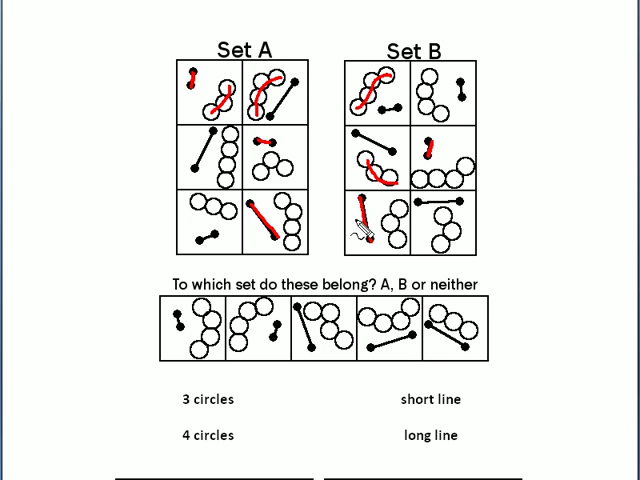 Set A
Set B
To which set do these belong? A, B or neither
3 circles
short line
4 circles
long line